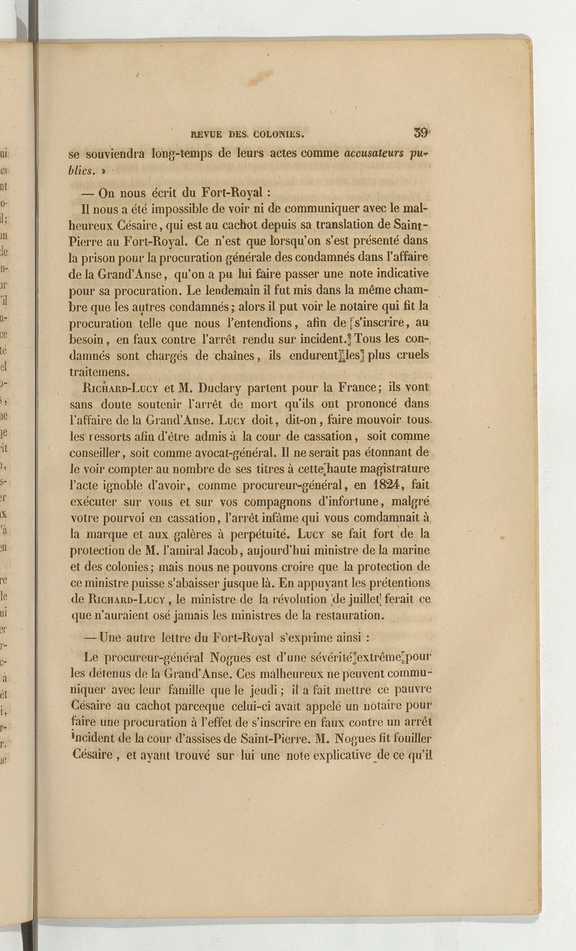 REVUE DES COLONIES. 39
se souviendra long-temps de leurs actes comme accusateurs pu-
blics. »
— On nous écrit du Fort-Royal :
Il nous a été impossible de voir ni de communiquer avec le mal-
heureux Césaire, qui est au cachot depuis sa translation de Saint-
Pierre au Fort-Royal. Ce n'est que lorsqu'on s'est présenté dans
la prison pour la procuration générale des condamnés dans l'affaire
de la Grand'Anse, qu'on a pu lui faire passer une note indicative
pour sa procuration. Le lendemain il fut mis dans la même cham-
bre que les autres condamnés ; alors il put voir le notaire qui fit la
procuration telle que nous l'entendions, afin de s'inscrire, au
besoin, en faux contre l'arrêt rendu sur incident. Tous les con-
damnés sont chargés de chaînes, ils endurent les plus cruels
traitemens.
RICHARD-LUCY et M. Duclary partent pour la France; ils vont
sans doute soutenir l'arrêt de mort qu'ils ont prononcé dans
l'affaire de la Grand'Anse. LUCY doit, dit-on, faire mouvoir tous
les ressorts afin d'être admis à la cour de cassation, soit comme
conseiller, soit comme avocat-général. Il ne serait pas étonnant de
le voir compter au nombre de ses titres à cette haute magistrature
l'acte ignoble d'avoir, comme procureur-général, en 1824, fait
exécuter sur vous et sur vos compagnons d'infortune, malgré
votre pourvoi en cassation, l'arrêt infâme qui vous comdamnait à
la marque et aux galères à perpétuité. LUCY se fait fort de la
protection de M. l'amiral Jacob, aujourd'hui ministre de la marine
et des colonies; mais nous ne pouvons croire que la protection de
ce ministre puisse s'abaisser jusque là. En appuyant les prétentions
de RICHARD-LUCY, le ministre de la révolution de juillet ferait ce
que n'auraient osé jamais les ministres de la restauration.
— Une autre lettre du Fort-Royal s'exprime ainsi :
Le procureur-général Nogues est d'une sévérité extrême pour
les détenus de la Grand'Anse. Ces malheureux ne peuvent commu-
niquer avec leur famille que le jeudi ; il a fait mettre ce pauvre
Césaire au cachot parceque celui-ci avait appelé un notaire pour
faire une procuration à l'effet de s'inscrire en faux contre un arrêt
incident de la cour d'assises de Saint-Pierre. M. Nogues fit fouiller
Césaire, et ayant trouvé sur lui une note explicative de ce qu'il